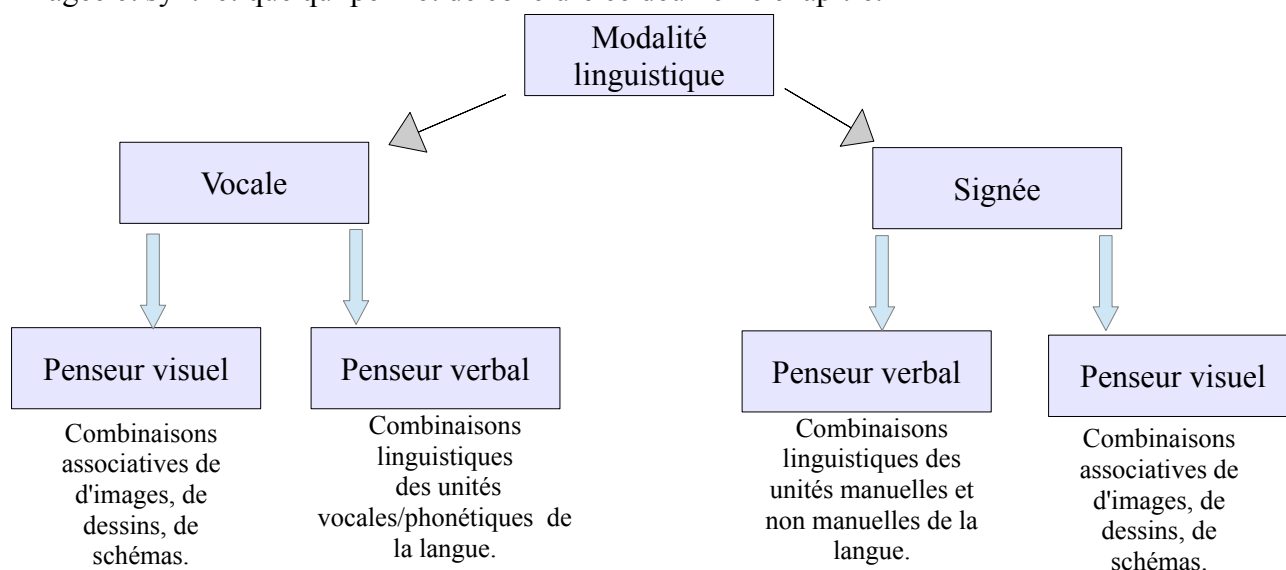 Modalité
linguistique
Vocale
Signée
Penseur visuel
Combinaisons
associatives de
d'images, de
dessins, de
schémas.
Penseur verbal
Combinaisons
linguistiques
des unités
vocales/phonétiques de
la langue.
Penseur verbal
Combinaisons
linguistiques des
unités manuelles et
non manuelles de la
langue.
Penseur visuel
Combinaisons
associatives de
d'images, de
dessins, de
schémas.